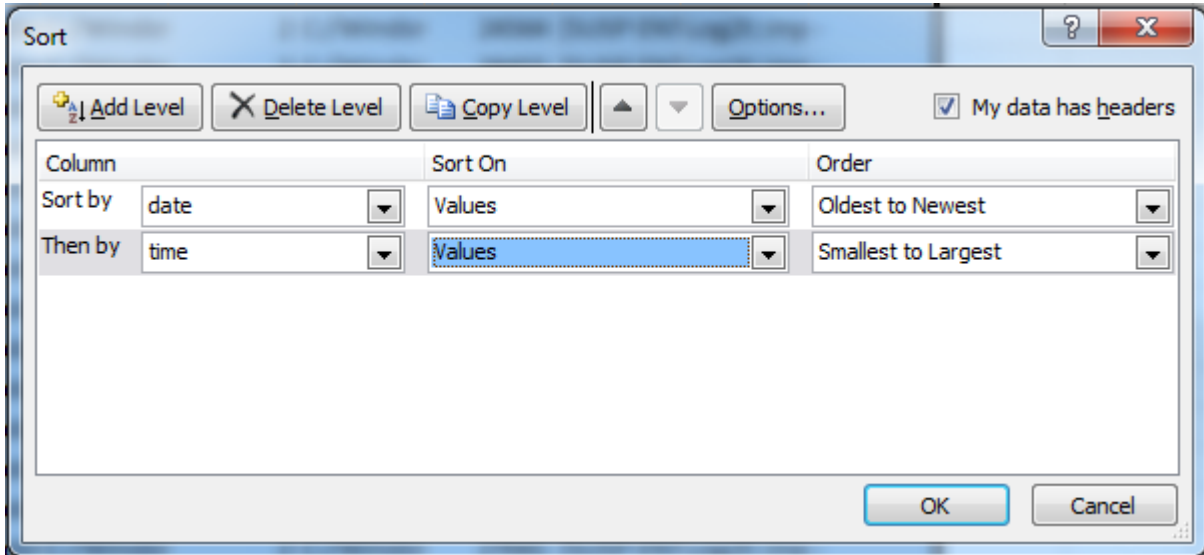 Sort
Add Level Delete Level Copy Level Options... My data has headers
Column Sort On Order
Sort by date Values Oldest to Newest
Then by time Values Smallest to Largest
OK Cancel